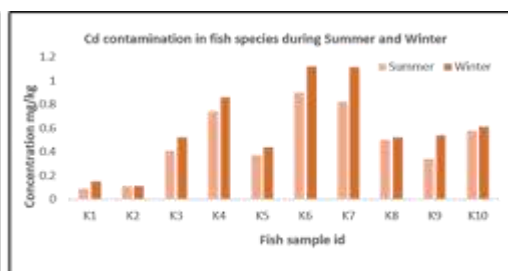 Cd contamination in fish species during Summer and Winter
Summer Winter
Concentration mg/kg
1.2
1
0.8
0.6
0.4
0.2
0
K1 K2 K3 K4 K5 K6 K7 K8 K9 K10
Fish sample id